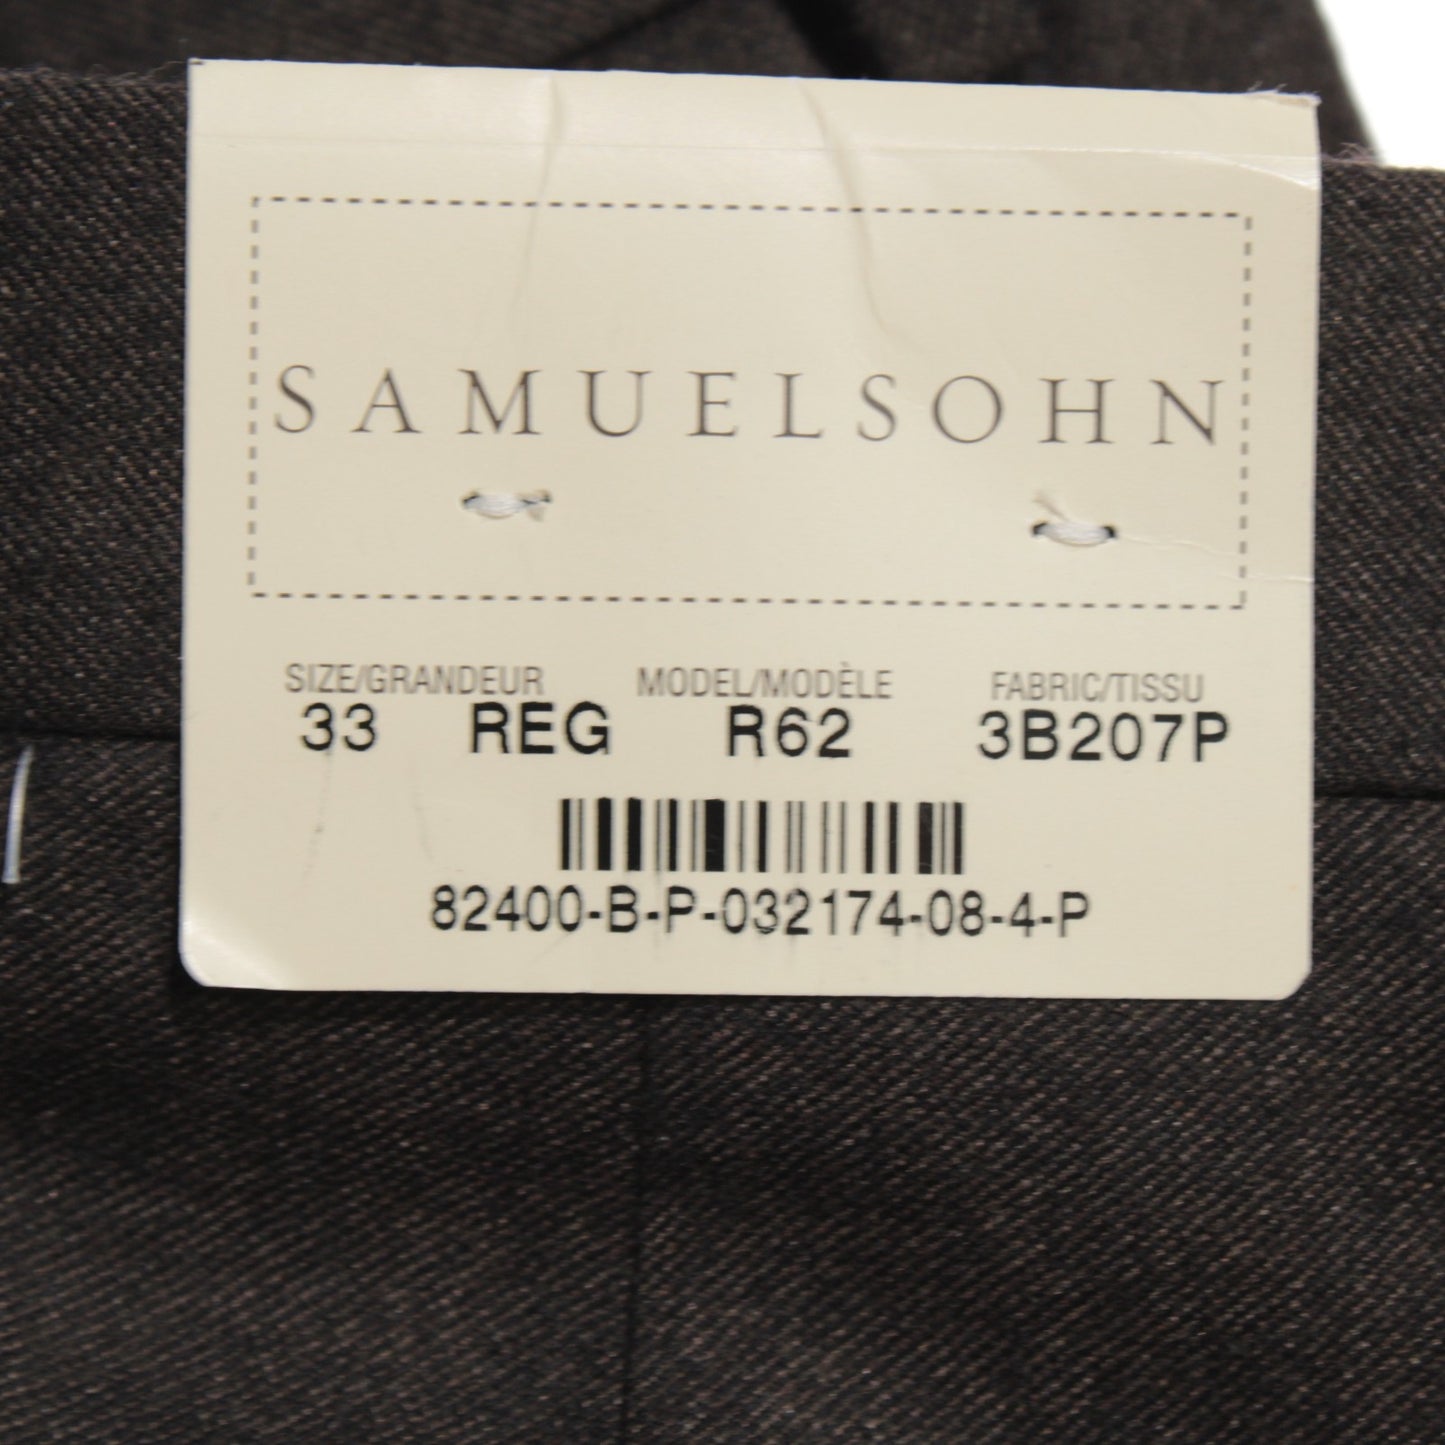 SAMUELSOHN
SIZE/GRANDEUR MODEL/MODÈLE FABRIC/TISSU
33 REG R62 3B207P
82400-B-P-032174-08-4-P